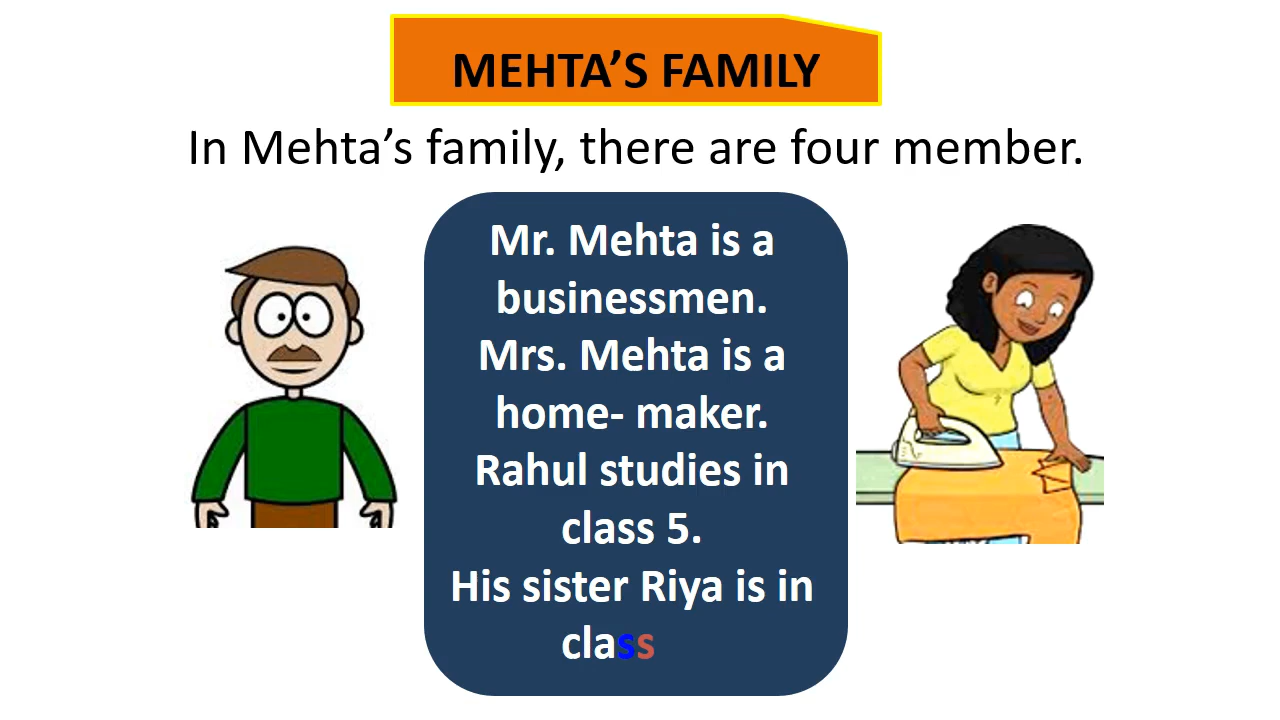 MEHTA’S FAMILY
In Mehta’s family, there are four member.
Mr. Mehta is a
businessmen.
Mrs. Mehta is a
home- maker.
Rahul studies in
class 5.
His sister Riya is in
class